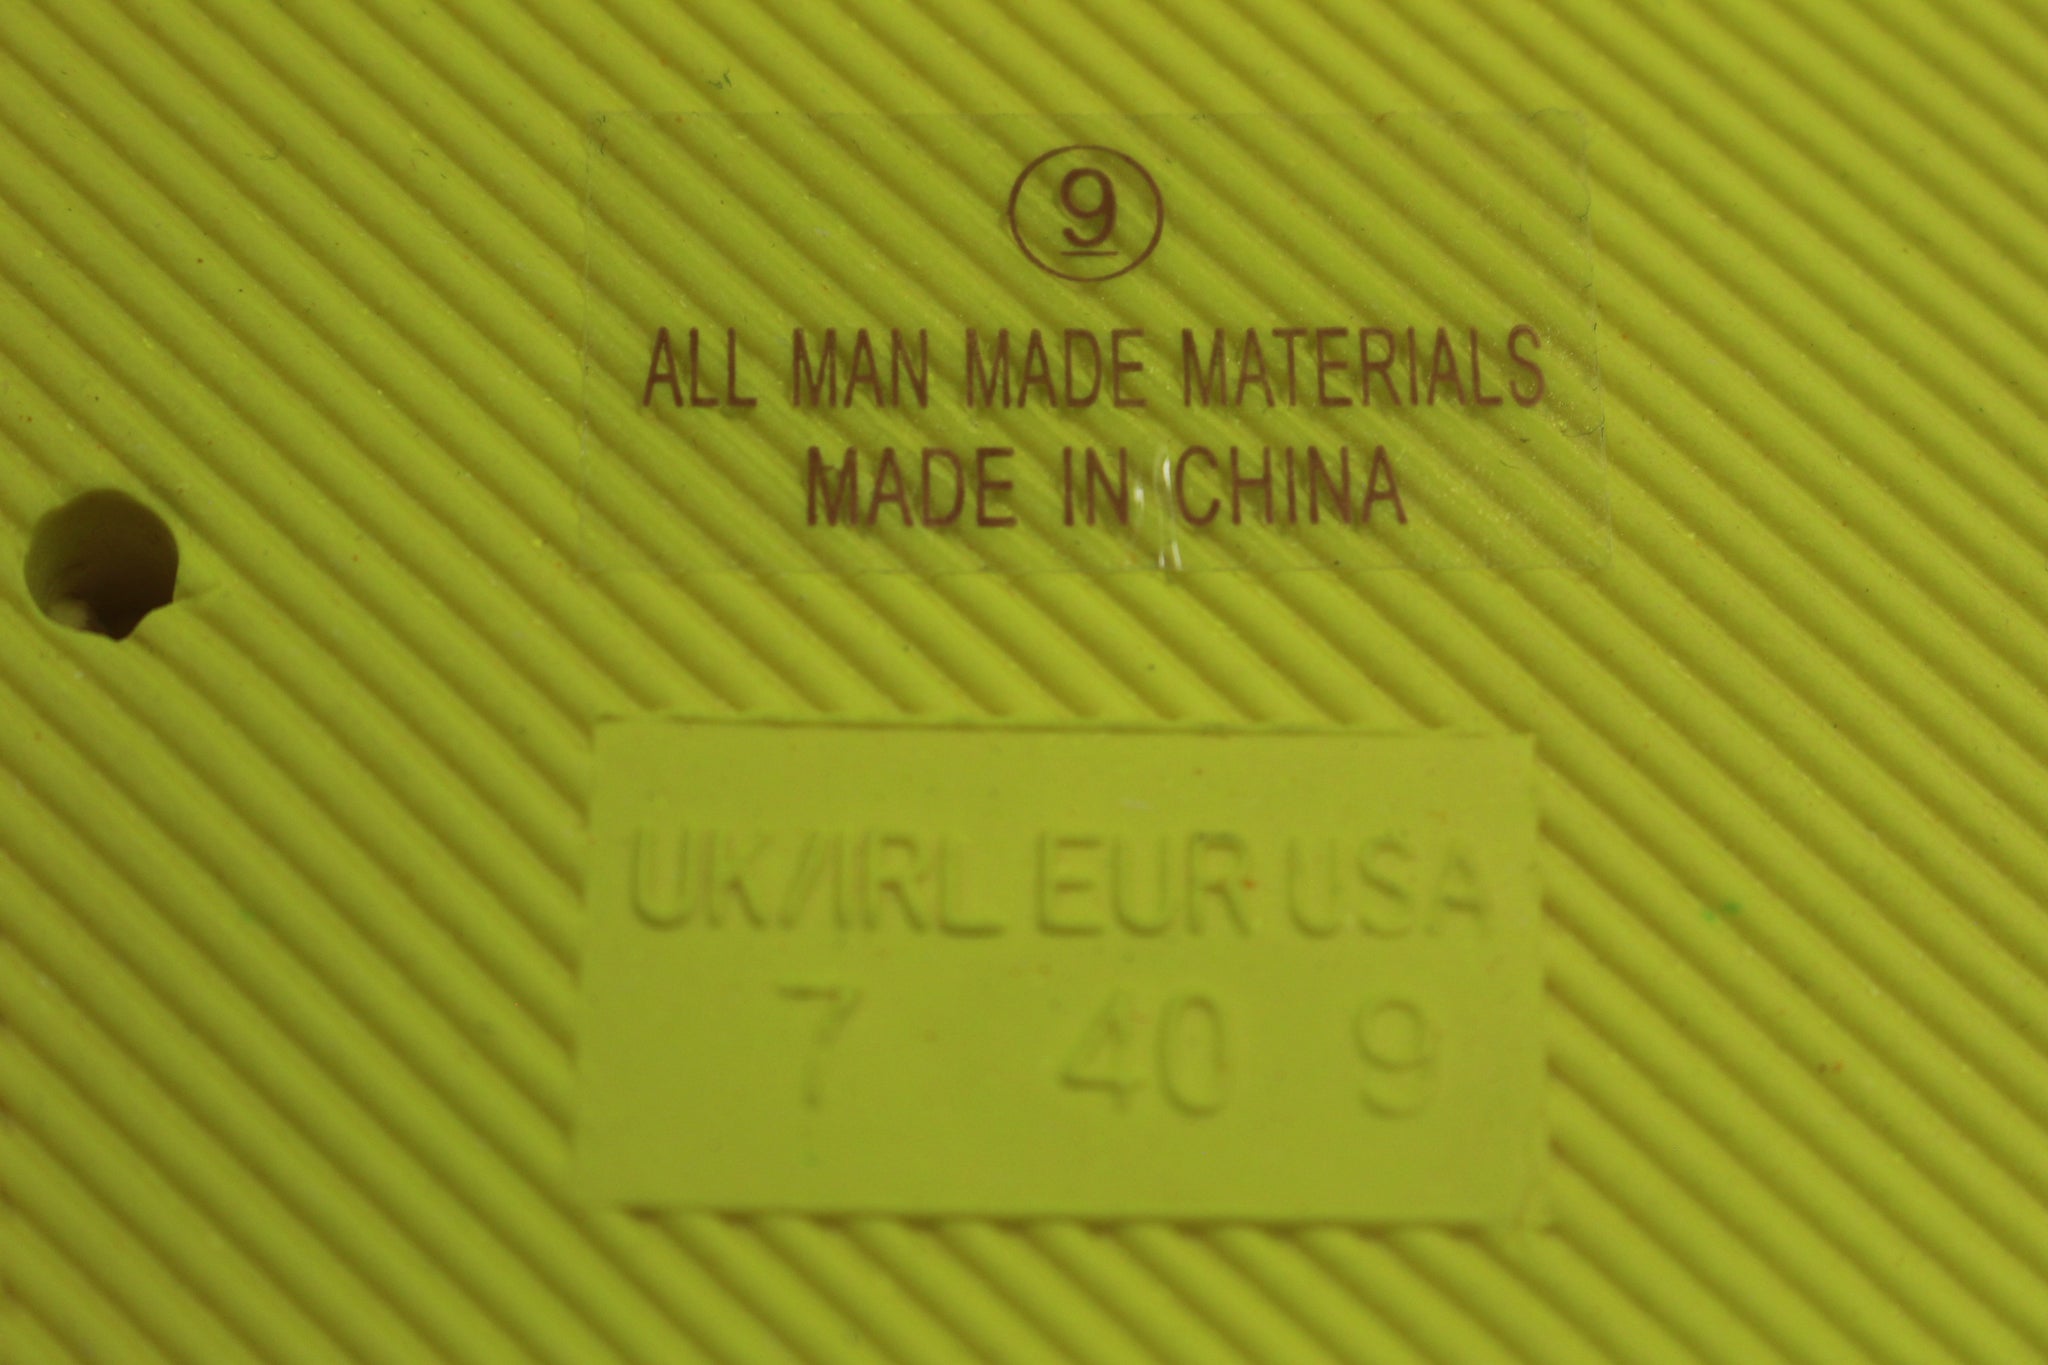 9
ALL MAN MADE MATERIALS
MADE IN CHINA
UK/IRL EUR USA
7 40 9